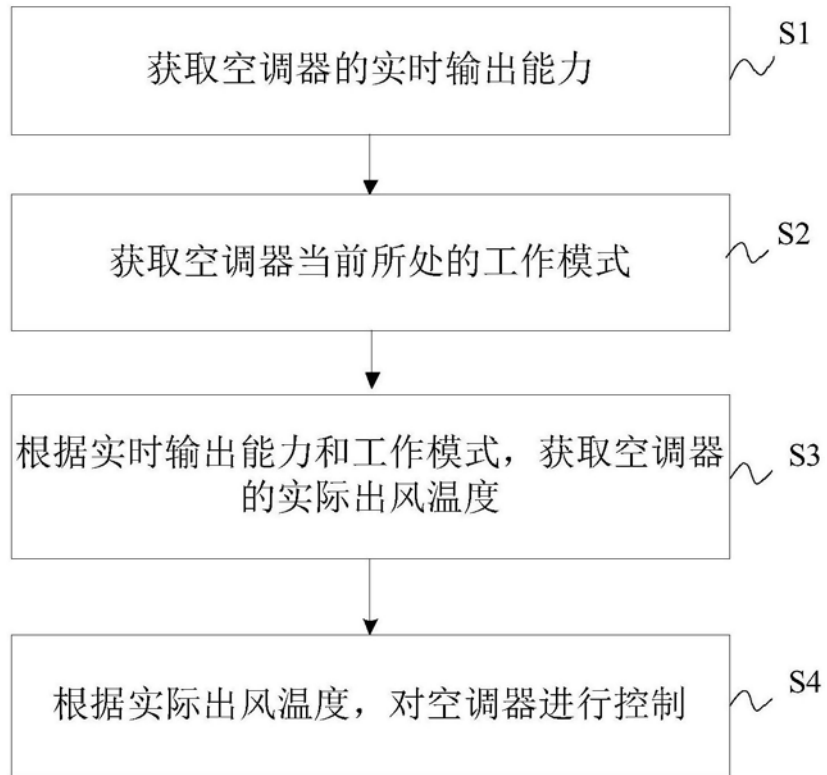 获取空调器的实时输出能力
S1
获取空调器当前所处的工作模式
S2
根据实时输出能力和工作模式，获取空调器
的实际出风温度
S3
根据实际出风温度，对空调器进行控制
S4